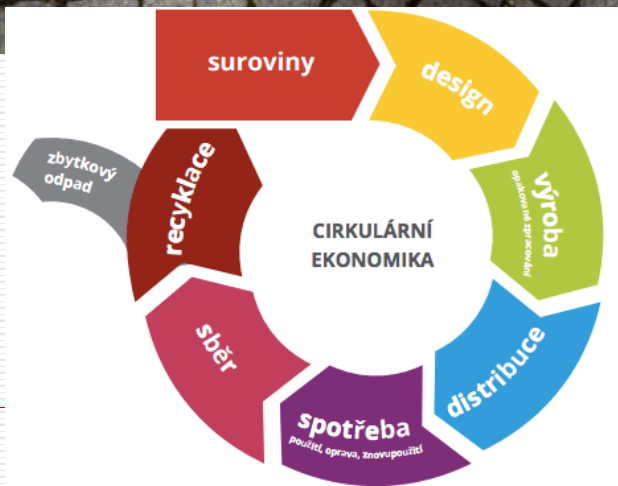 suroviny
design
výroba
opakované zpracování
distribuce
spotřeba
použití, oprava, znovupoužití
sběr
recyklace
zbytkový
odpad
CIRKULÁRNÍ
EKONOMIKA